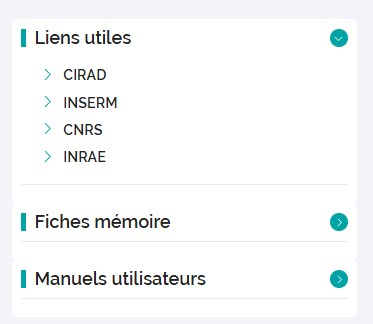 Liens utiles
CIRAD
INSERM
CNRS
INRAE
Fiches mémoire
Manuels utilisateurs